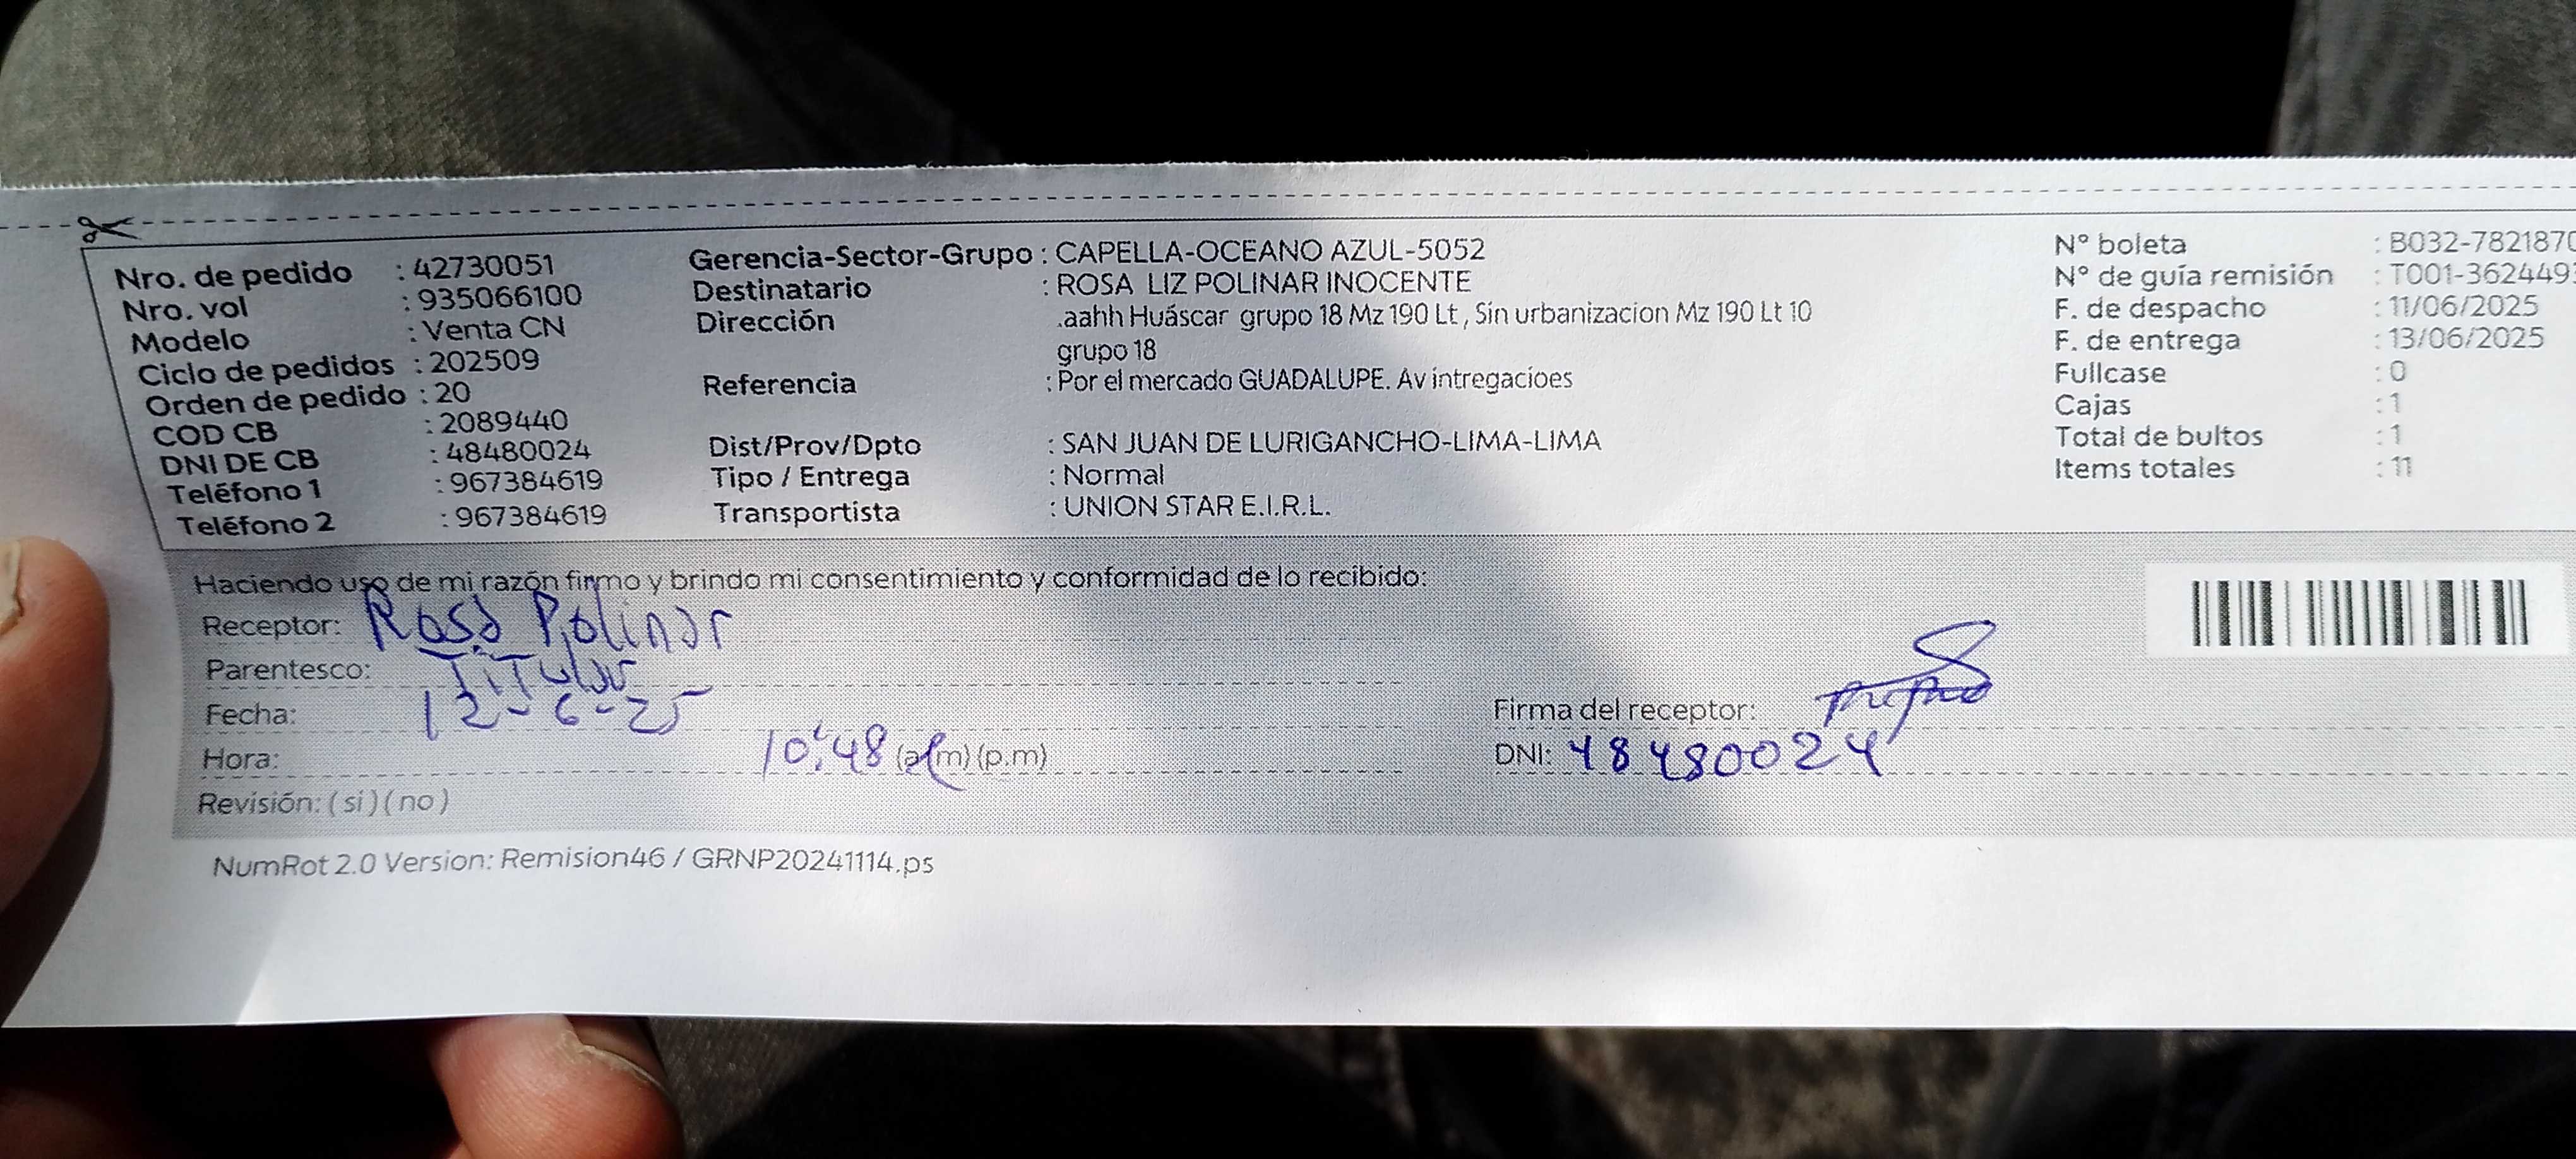 Nro. de pedido : 42730051
Nro. vol : 935066100
Modelo : Venta CN
Ciclo de pedidos : 202509
Orden de pedido : 20
COD CB : 2089440
DNI DE CB : 48480024
Teléfono 1 : 967384619
Teléfono 2 : 967384619
Gerencia-Sector-Grupo : CAPELLA-OCEANO AZUL-5052
Destinatario : ROSA LIZ POLINAR INOCENTE
Dirección .aahh Huáscar grupo 18 Mz 190 Lt , Sin urbanizacion Mz 190 Lt 10
grupo 18
Referencia : Por el mercado GUADALUPE. Av intregacioes
Dist/Prov/Dpto : SAN JUAN DE LURIGANCHO-LIMA-LIMA
Tipo / Entrega : Normal
Transportista : UNION STAR E.I.R.L.
N° boleta : B032-7821870
N° de guía remisión : T001-362449
F. de despacho : 11/06/2025
F. de entrega : 13/06/2025
Fullcase : 0
Cajas : 1
Total de bultos : 1
Items totales : 11
Haciendo uso de mi razón firmo y brindo mi consentimiento y conformidad de lo recibido:
Receptor: Rosa Polinar
Parentesco: Titular
Fecha: 12-6-25
Hora: 10:48 (a.m) (p.m)
Revisión: ( si ) ( no )
Firma del receptor:
DNI: 48480024
NumRot 2.0 Version: Remision46 / GRNP20241114.ps